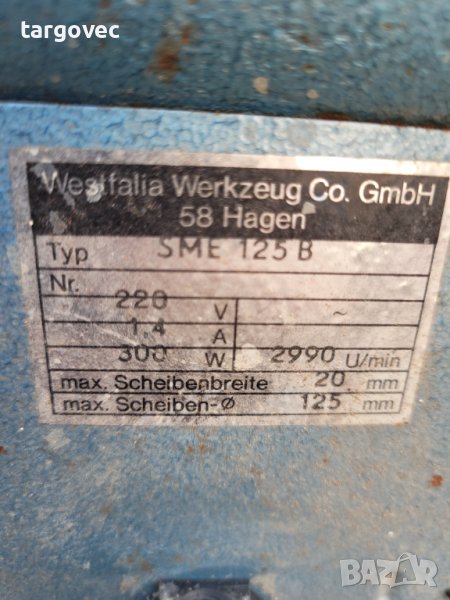 targovec
Westfalia Werkzeug Co. GmbH
58 Hagen
Typ SME 125 B
Nr.
220 V ~
1.4 A
300 W 2990 U/min
max. Scheibenbreite 20 mm
max. Scheiben-Ø 125 mm
BAZAR